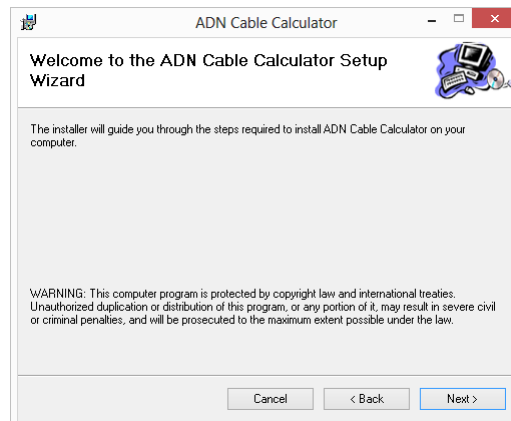 ADN Cable Calculator
Welcome to the ADN Cable Calculator Setup
Wizard
The installer will guide you through the steps required to install ADN Cable Calculator on your
computer.
WARNING: This computer program is protected by copyright law and international treaties.
Unauthorized duplication or distribution of this program, or any portion of it, may result in severe civil
or criminal penalties, and will be prosecuted to the maximum extent possible under the law.
Cancel
< Back
Next >